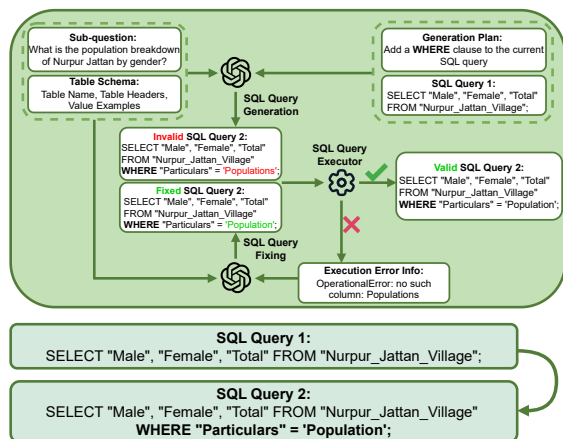 Sub-question:
What is the population breakdown
of Nurpur Jattan by gender?
Table Schema:
Table Name, Table Headers,
Value Examples
Generation Plan:
Add a WHERE clause to the current
SQL query
SQL Query 1:
SELECT "Male", "Female", "Total"
FROM "Nurpur_Jattan_Village";
SQL Query
Generation
Invalid SQL Query 2:
SELECT "Male", "Female", "Total"
FROM "Nurpur_Jattan_Village"
WHERE "Particulars" = 'Populations';
Fixed SQL Query 2:
SELECT "Male", "Female", "Total"
FROM "Nurpur_Jattan_Village"
WHERE "Particulars" = 'Population';
SQL Query
Executor
Valid SQL Query 2:
SELECT "Male", "Female", "Total"
FROM "Nurpur_Jattan_Village"
WHERE "Particulars" = 'Population';
SQL Query
Fixing
Execution Error Info:
OperationalError: no such
column: Populations
SQL Query 1:
SELECT "Male", "Female", "Total" FROM "Nurpur_Jattan_Village";
SQL Query 2:
SELECT "Male", "Female", "Total" FROM "Nurpur_Jattan_Village"
WHERE "Particulars" = 'Population';